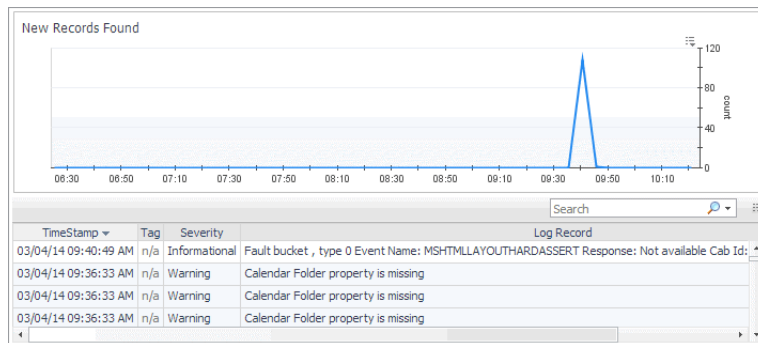 New Records Found
120
80
40
0
count
06:30 06:50 07:10 07:30 07:50 08:10 08:30 08:50 09:10 09:30 09:50 10:10
Search
TimeStamp Tag Severity Log Record
03/04/14 09:40:49 AM n/a Informational Fault bucket , type 0 Event Name: MSHTMLLAYOUTHARDASSERT Response: Not available Cab Id:
03/04/14 09:36:33 AM n/a Warning Calendar Folder property is missing
03/04/14 09:36:33 AM n/a Warning Calendar Folder property is missing
03/04/14 09:36:33 AM n/a Warning Calendar Folder property is missing